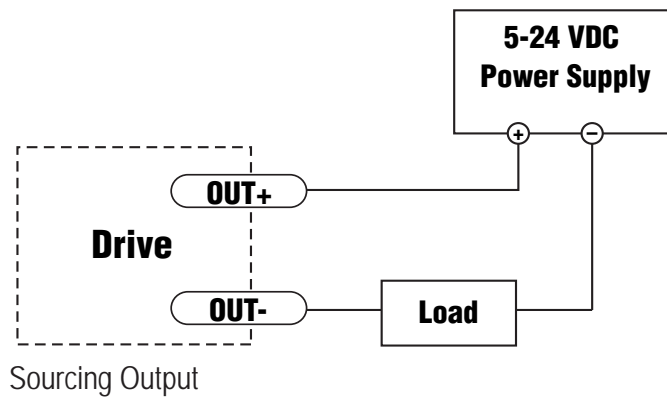 5-24 VDC
Power Supply
+
−
OUT+
Drive
OUT-
Load
Sourcing Output